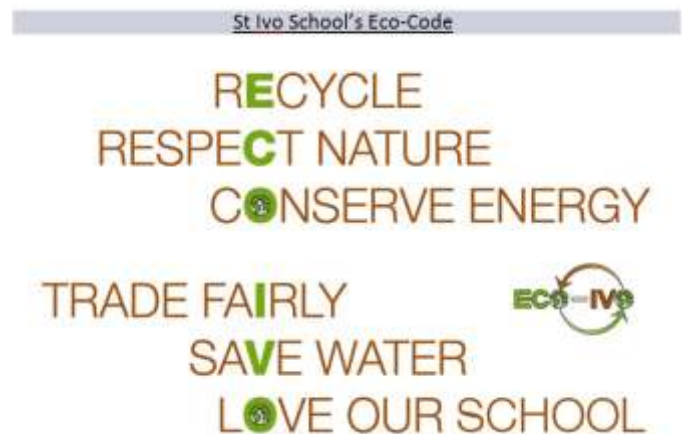 St Ivo School's Eco-Code
RECYCLE
RESPECT NATURE
CONSERVE ENERGY
TRADE FAIRLY
ECO-IVO
SAVE WATER
LOVE OUR SCHOOL